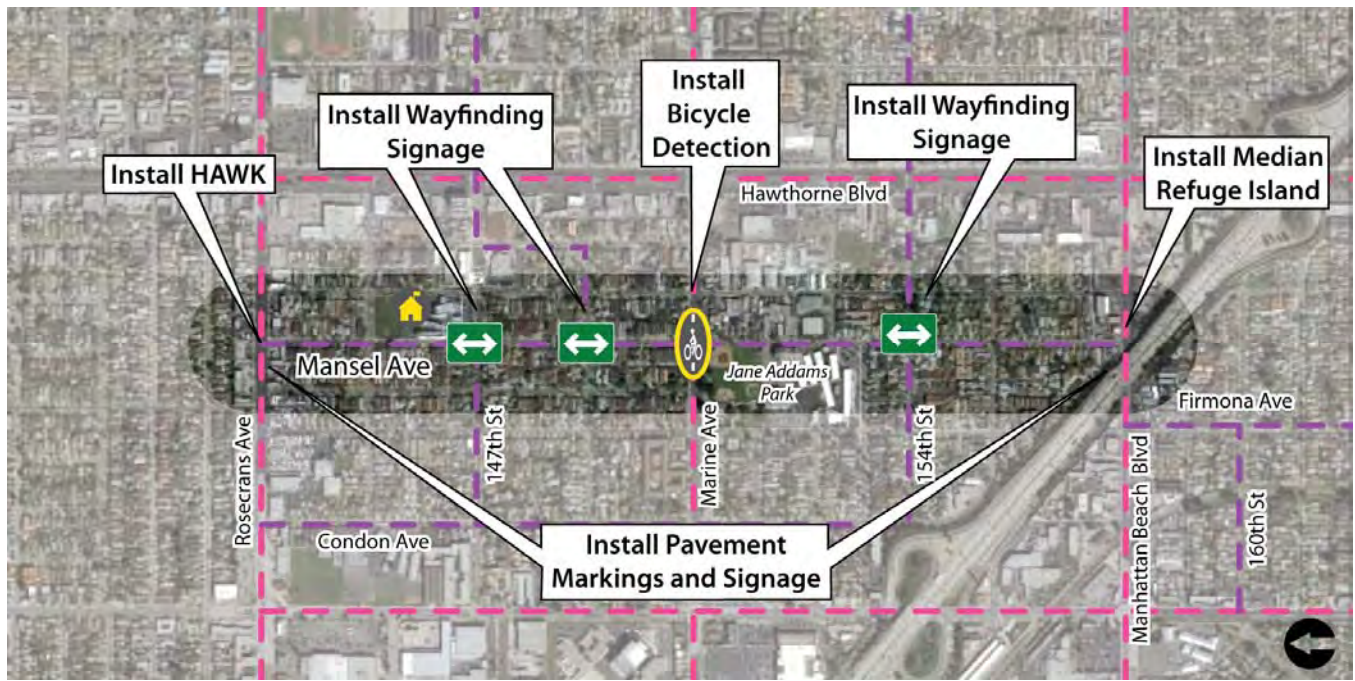 Install
Bicycle
Detection
Install Wayfinding
Signage
Install Wayfinding
Signage
Install HAWK
Install Median
Refuge Island
Hawthorne Blvd
Mansel Ave
Jane Addams
Park
Firmona Ave
Rosecrans Ave
147th St
Marine Ave
154th St
Manhattan Beach Blvd
160th St
Condon Ave
Install Pavement
Markings and Signage